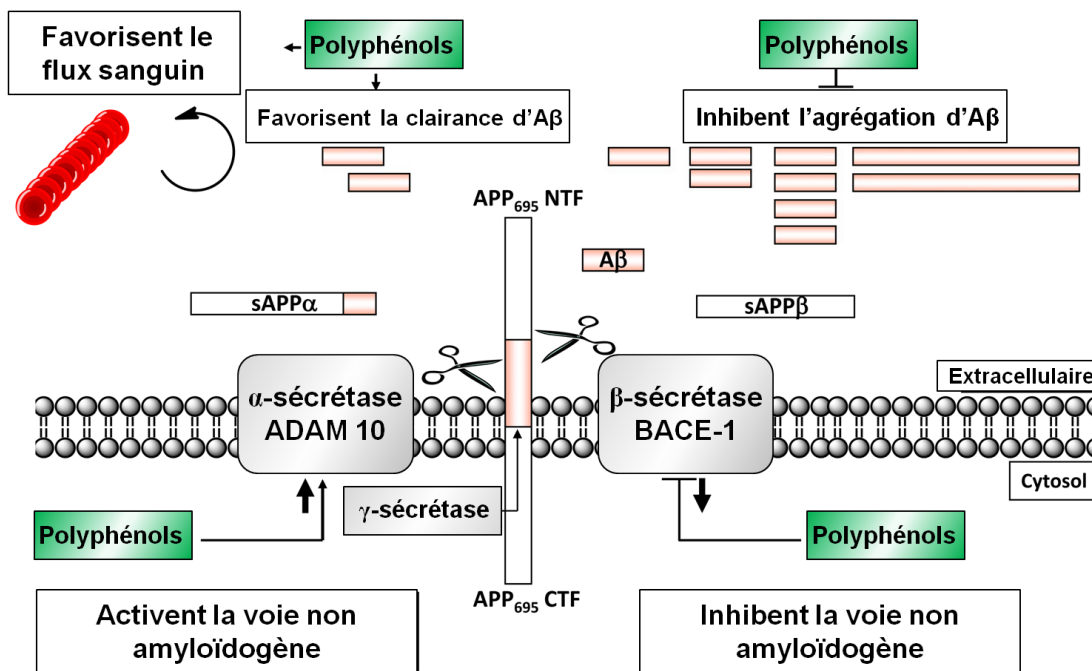 Favorisent le
flux sanguin
Polyphénols
Favorisent la clairance d’Aβ
Polyphénols
Inhibent l’agrégation d’Aβ
APP695 NTF
Aβ
sAPPα
sAPPβ
α-sécrétase
ADAM 10
β-sécrétase
BACE-1
Extracellulaire
Cytosol
γ-sécrétase
Polyphénols
Polyphénols
APP695 CTF
Activent la voie non
amyloïdogène
Inhibent la voie non
amyloïdogène